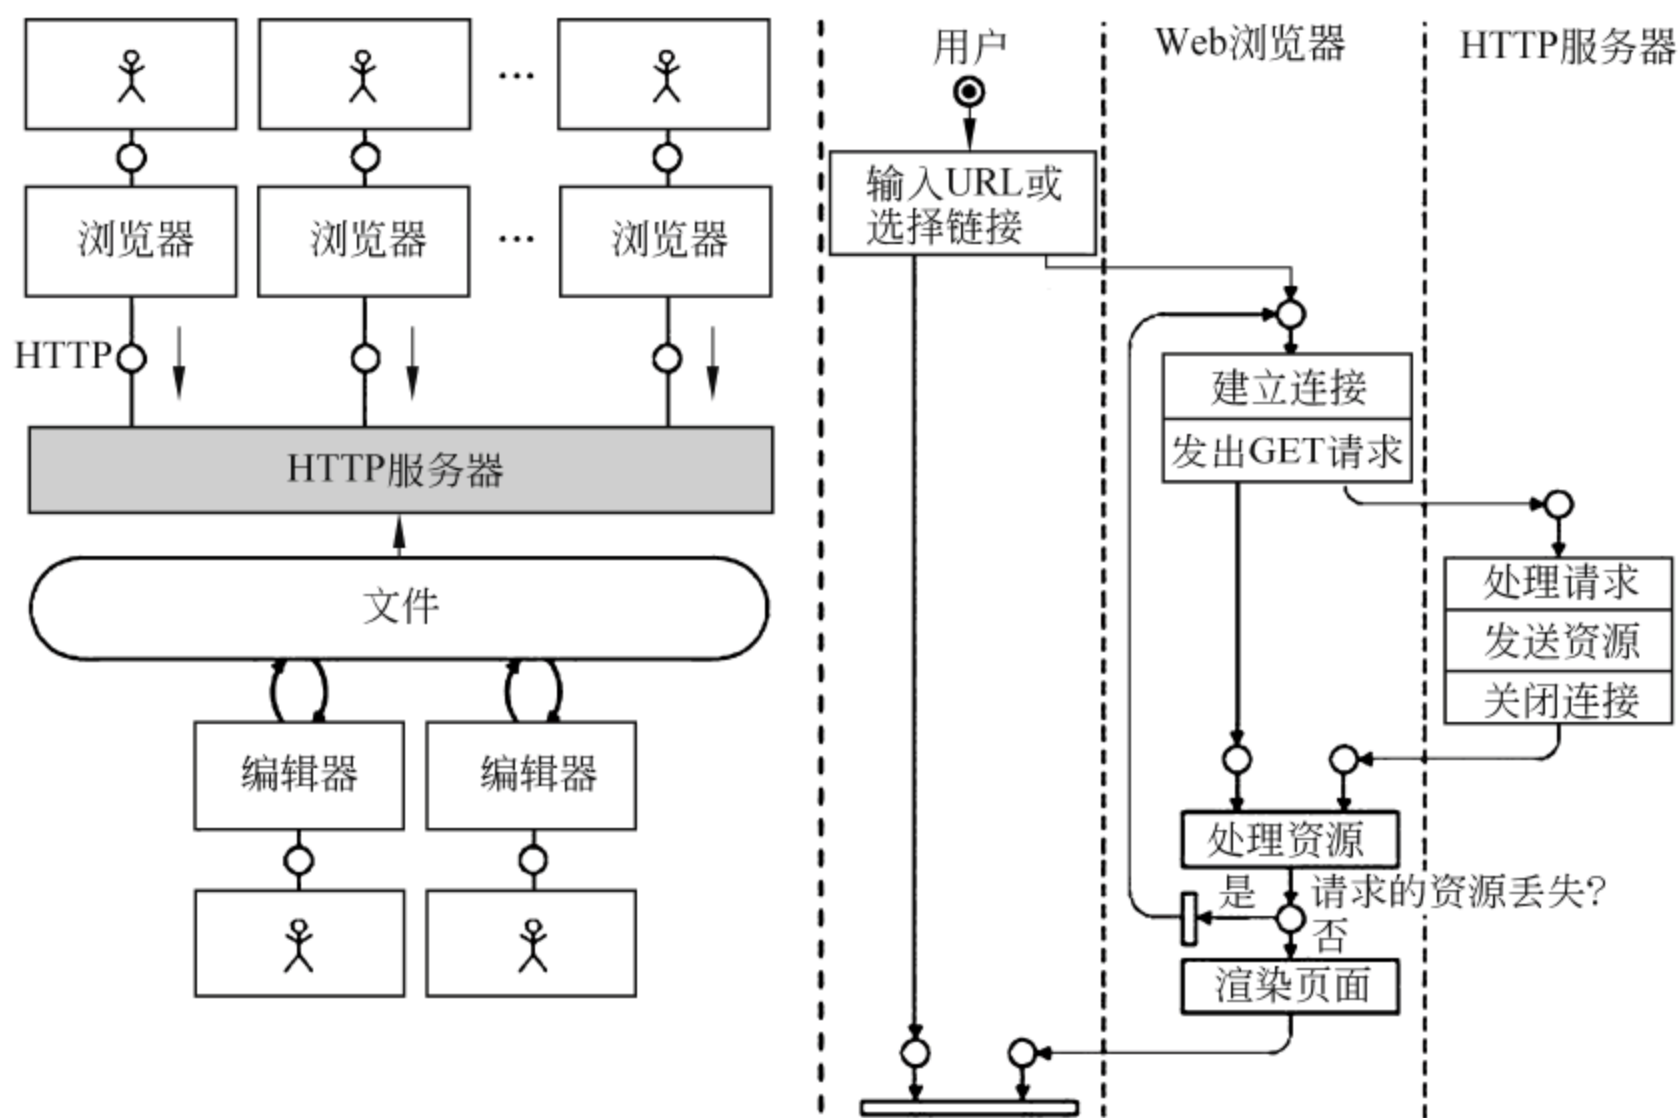 浏览器
浏览器
...
浏览器
HTTP
HTTP服务器
文件
编辑器
编辑器
用户
Web浏览器
HTTP服务器
输入URL或
选择链接
建立连接
发出GET请求
处理请求
发送资源
关闭连接
处理资源
是
请求的资源丢失?
否
渲染页面